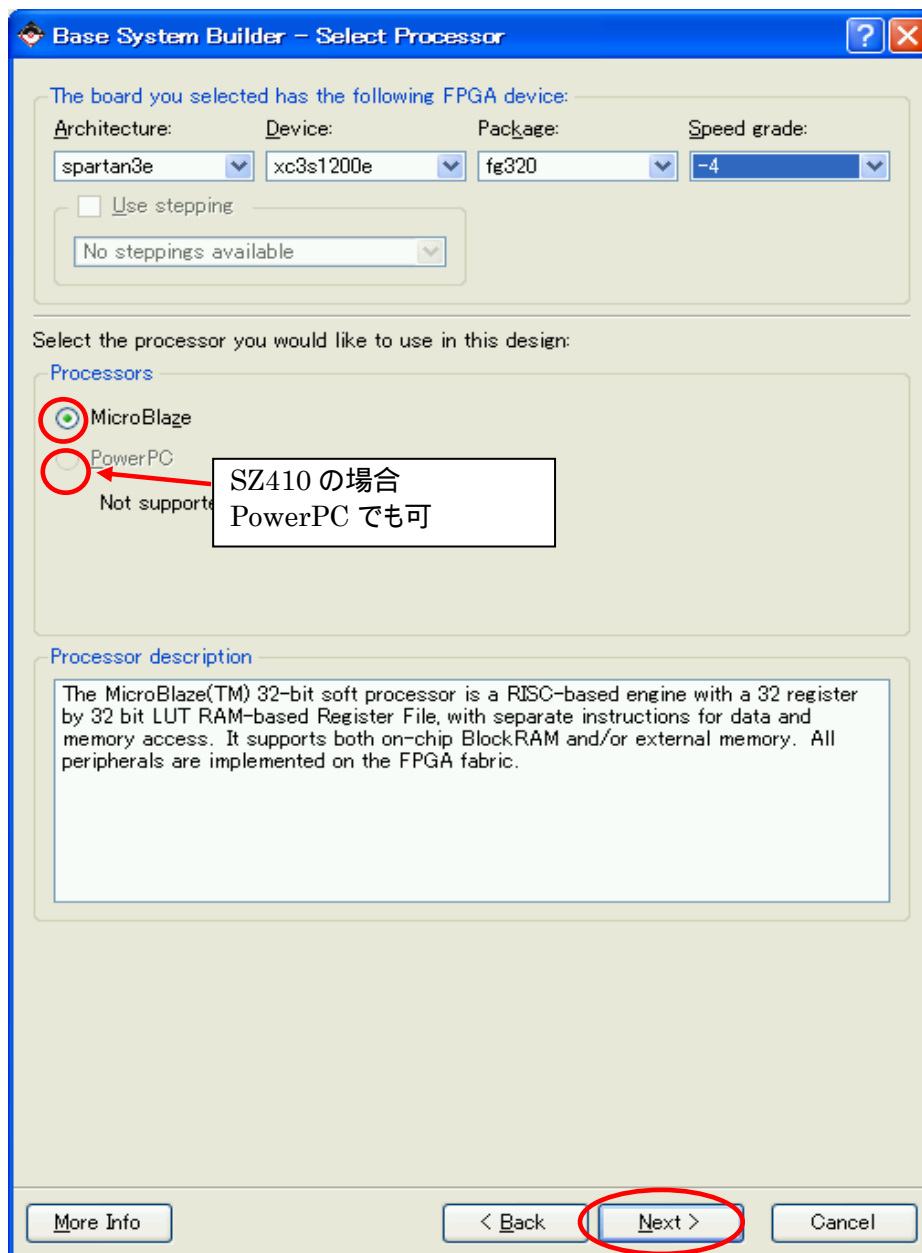 Base System Builder - Select Processor
The board you selected has the following FPGA device:
Architecture: Device: Package: Speed grade:
spartan3e xc3s1200e fg320 -4
Use stepping
No steppings available
Select the processor you would like to use in this design:
Processors
MicroBlaze
PowerPC
SZ410 の場合
PowerPC でも可
Not supporte
Processor description
The MicroBlaze(TM) 32-bit soft processor is a RISC-based engine with a 32 register
by 32 bit LUT RAM-based Register File, with separate instructions for data and
memory access. It supports both on-chip BlockRAM and/or external memory. All
peripherals are implemented on the FPGA fabric.
More Info < Back Next > Cancel